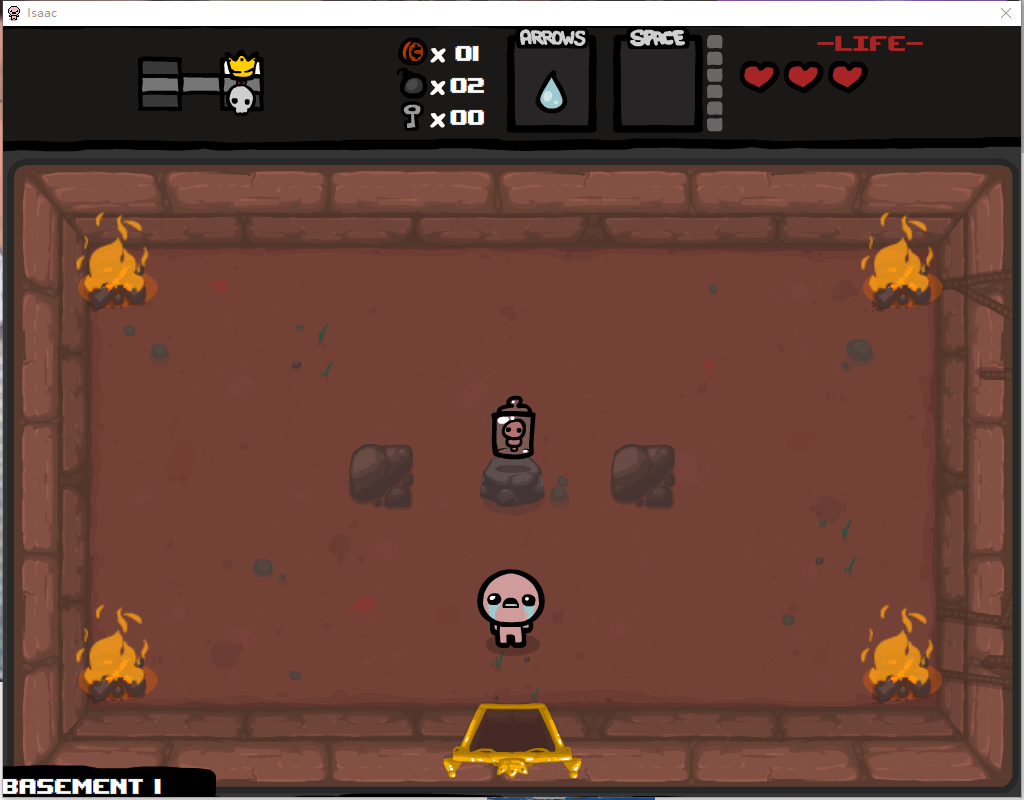 Isaac
ARROWS
SPACE
—LIFE—
x 01
x 02
x 00
BASEMENT I